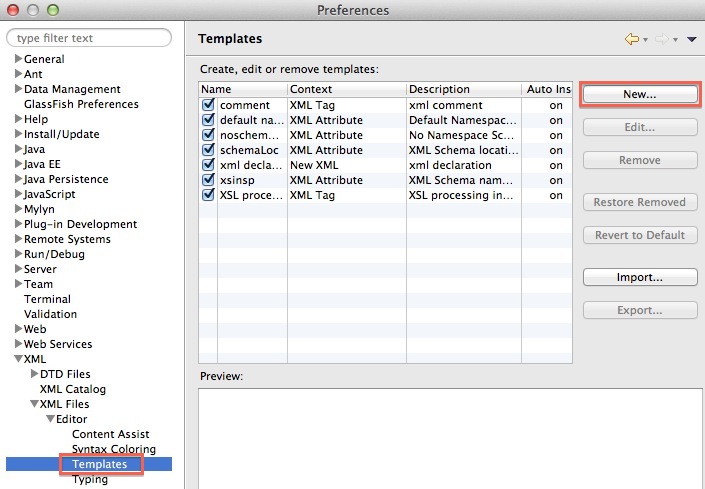 Preferences
type filter text
General
Ant
Data Management
GlassFish Preferences
Help
Install/Update
Java
Java EE
Java Persistence
JavaScript
Mylyn
Plug-in Development
Remote Systems
Run/Debug
Server
Team
Terminal
Validation
Web
Web Services
XML
DTD Files
XML Catalog
XML Files
Editor
Content Assist
Syntax Coloring
Templates
Typing
Templates
Create, edit or remove templates:
Name Context Description Auto Ins
comment XML Tag xml comment on
default na... XML Attribute Default Namespac... on
noschem... XML Attribute No Namespace Sc... on
schemaLoc XML Attribute XML Schema locati... on
xml decla... New XML xml declaration on
xsinsp XML Attribute XML Schema nam... on
XSL proce... XML Tag XSL processing in... on
New...
Edit...
Remove
Restore Removed
Revert to Default
Import...
Export...
Preview: